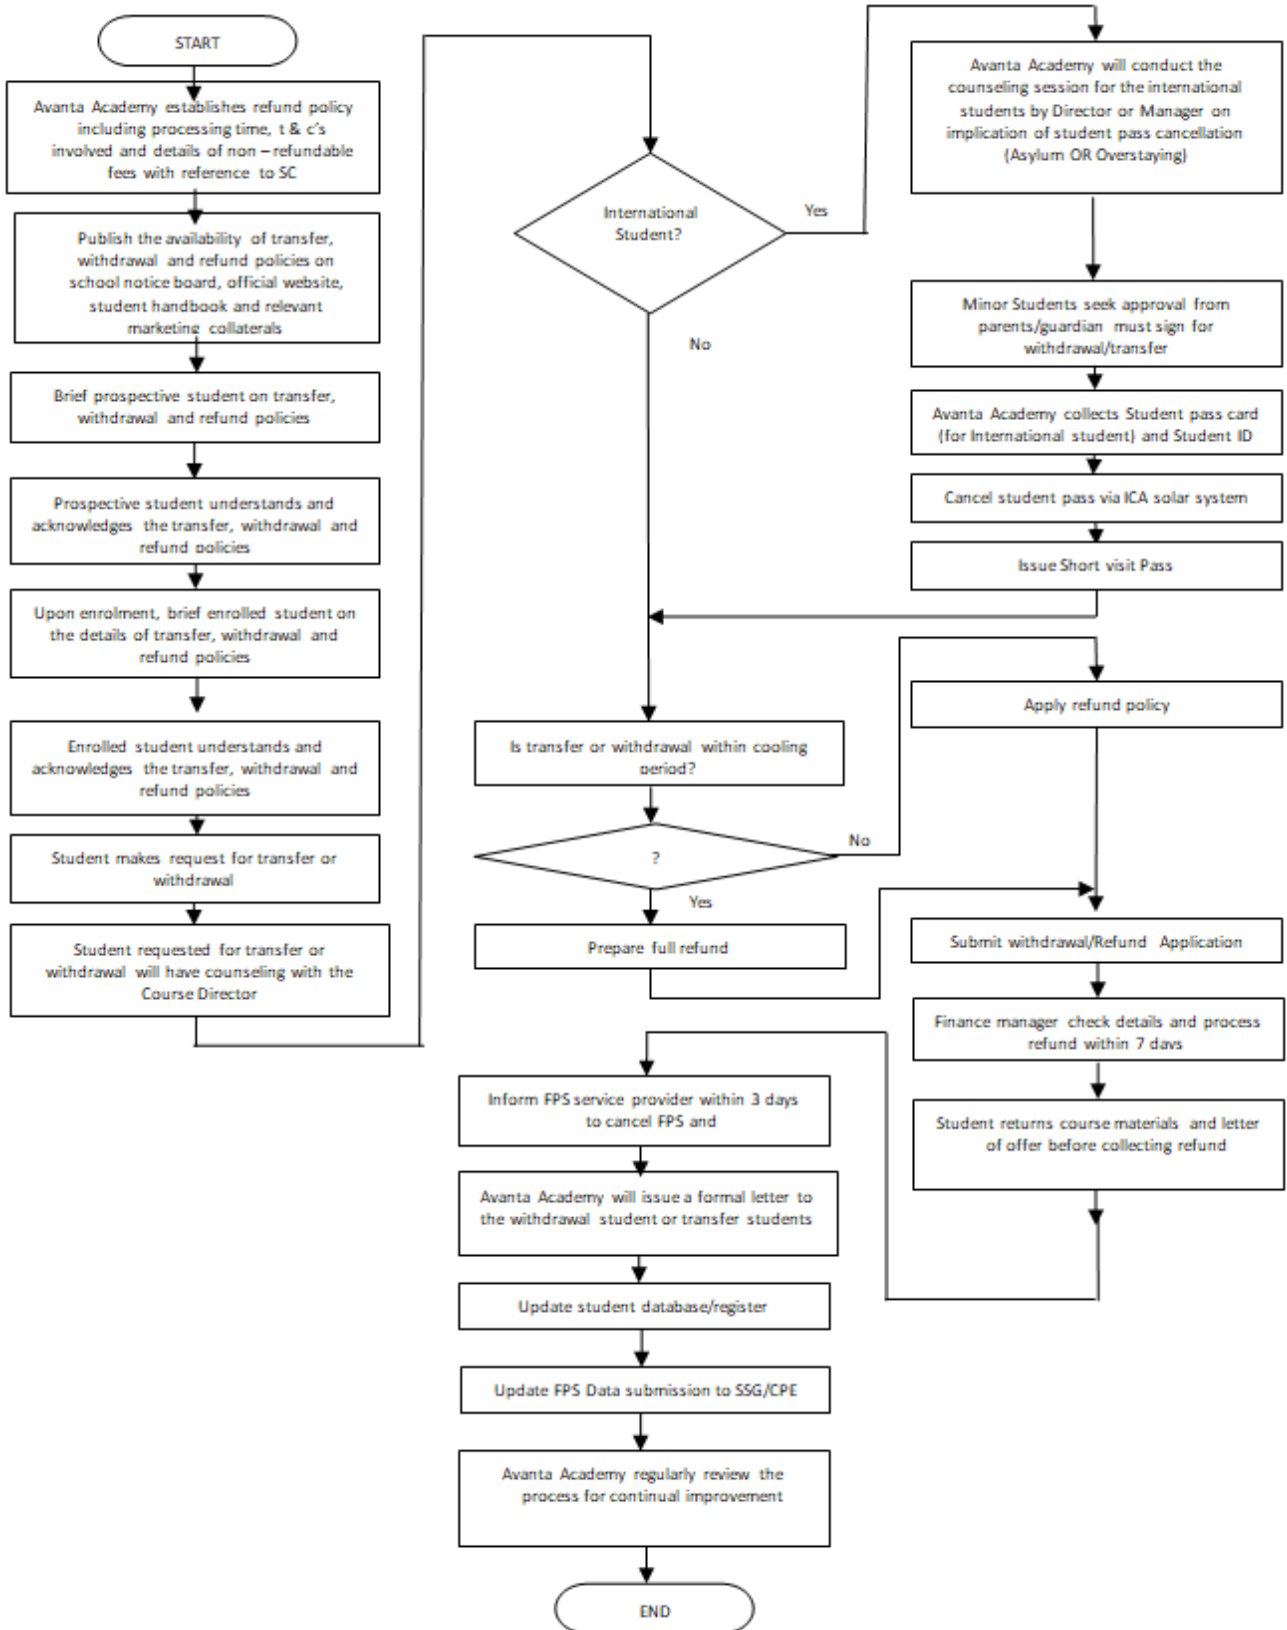 START
Avanta Academy establishes refund policy
including processing time, t & c's
involved and details of non – refundable
fees with reference to SC
Publish the availability of transfer,
withdrawal and refund policies on
school notice board, official website,
student handbook and relevant
marketing collaterals
Brief prospective student on transfer,
withdrawal and refund policies
Prospective student understands and
acknowledges the transfer, withdrawal and
refund policies
Upon enrolment, brief enrolled student on
the details of transfer, withdrawal and
refund policies
Enrolled student understands and
acknowledges the transfer, withdrawal and
refund policies
Student makes request for transfer or
withdrawal
Student requested for transfer or
withdrawal will have counseling with the
Course Director
International
Student?
Yes
No
Avanta Academy will conduct the
counseling session for the international
students by Director or Manager on
implication of student pass cancellation
(Asylum OR Overstaying)
Minor Students seek approval from
parents/guardian must sign for
withdrawal/transfer
Avanta Academy collects Student pass card
(for International student) and Student ID
Cancel student pass via ICA solar system
Issue Short visit Pass
Is transfer or withdrawal within cooling
period?
?
No
Yes
Apply refund policy
Prepare full refund
Submit withdrawal/Refund Application
Finance manager check details and process
refund within 7 days
Student returns course materials and letter
of offer before collecting refund
Inform FPS service provider within 3 days
to cancel FPS and
Avanta Academy will issue a formal letter to
the withdrawal student or transfer students
Update student database/register
Update FPS Data submission to SSG/CPE
Avanta Academy regularly review the
process for continual improvement
END